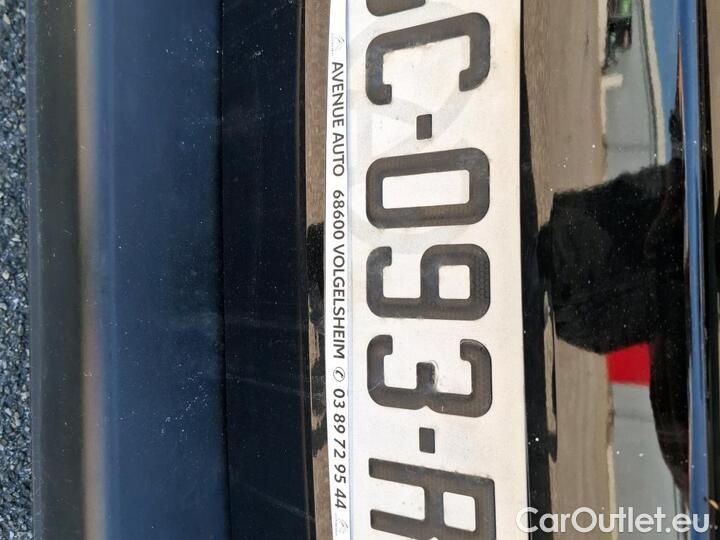 C-093-R
AVENUE AUTO 68600 VOLGELSHEIM ✆ 03 89 72 95 44
CarOutlet.eu